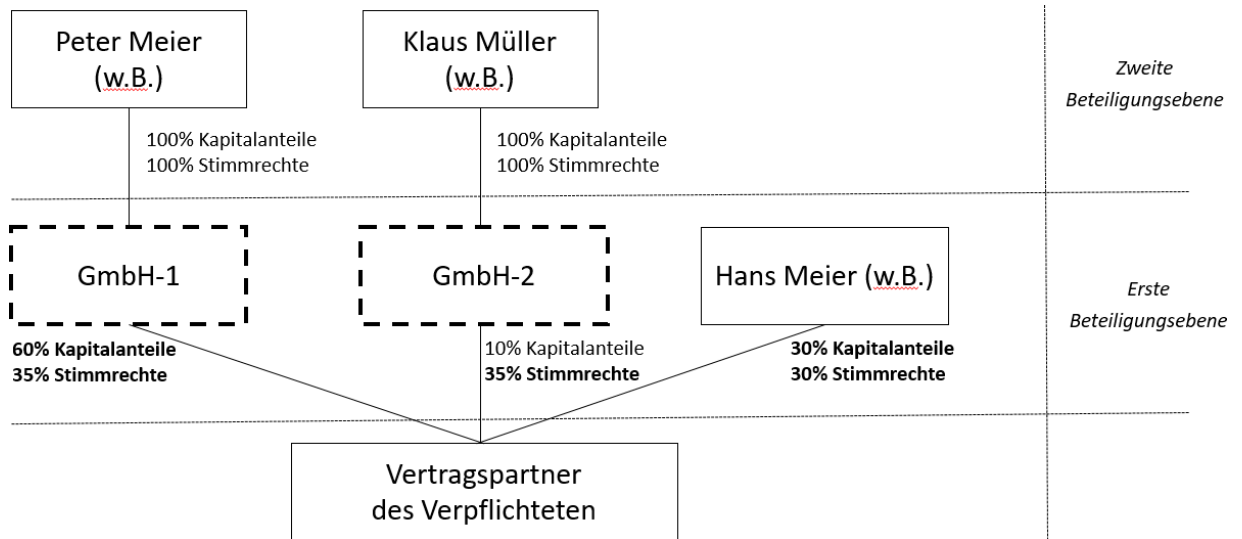 Peter Meier
(w.B.)
Klaus Müller
(w.B.)
Zweite
Beteiligungsebene
100% Kapitalanteile
100% Stimmrechte
100% Kapitalanteile
100% Stimmrechte
GmbH-1
GmbH-2
Hans Meier (w.B.)
Erste
Beteiligungsebene
60% Kapitalanteile
35% Stimmrechte
10% Kapitalanteile
35% Stimmrechte
30% Kapitalanteile
30% Stimmrechte
Vertragspartner
des Verpflichteten